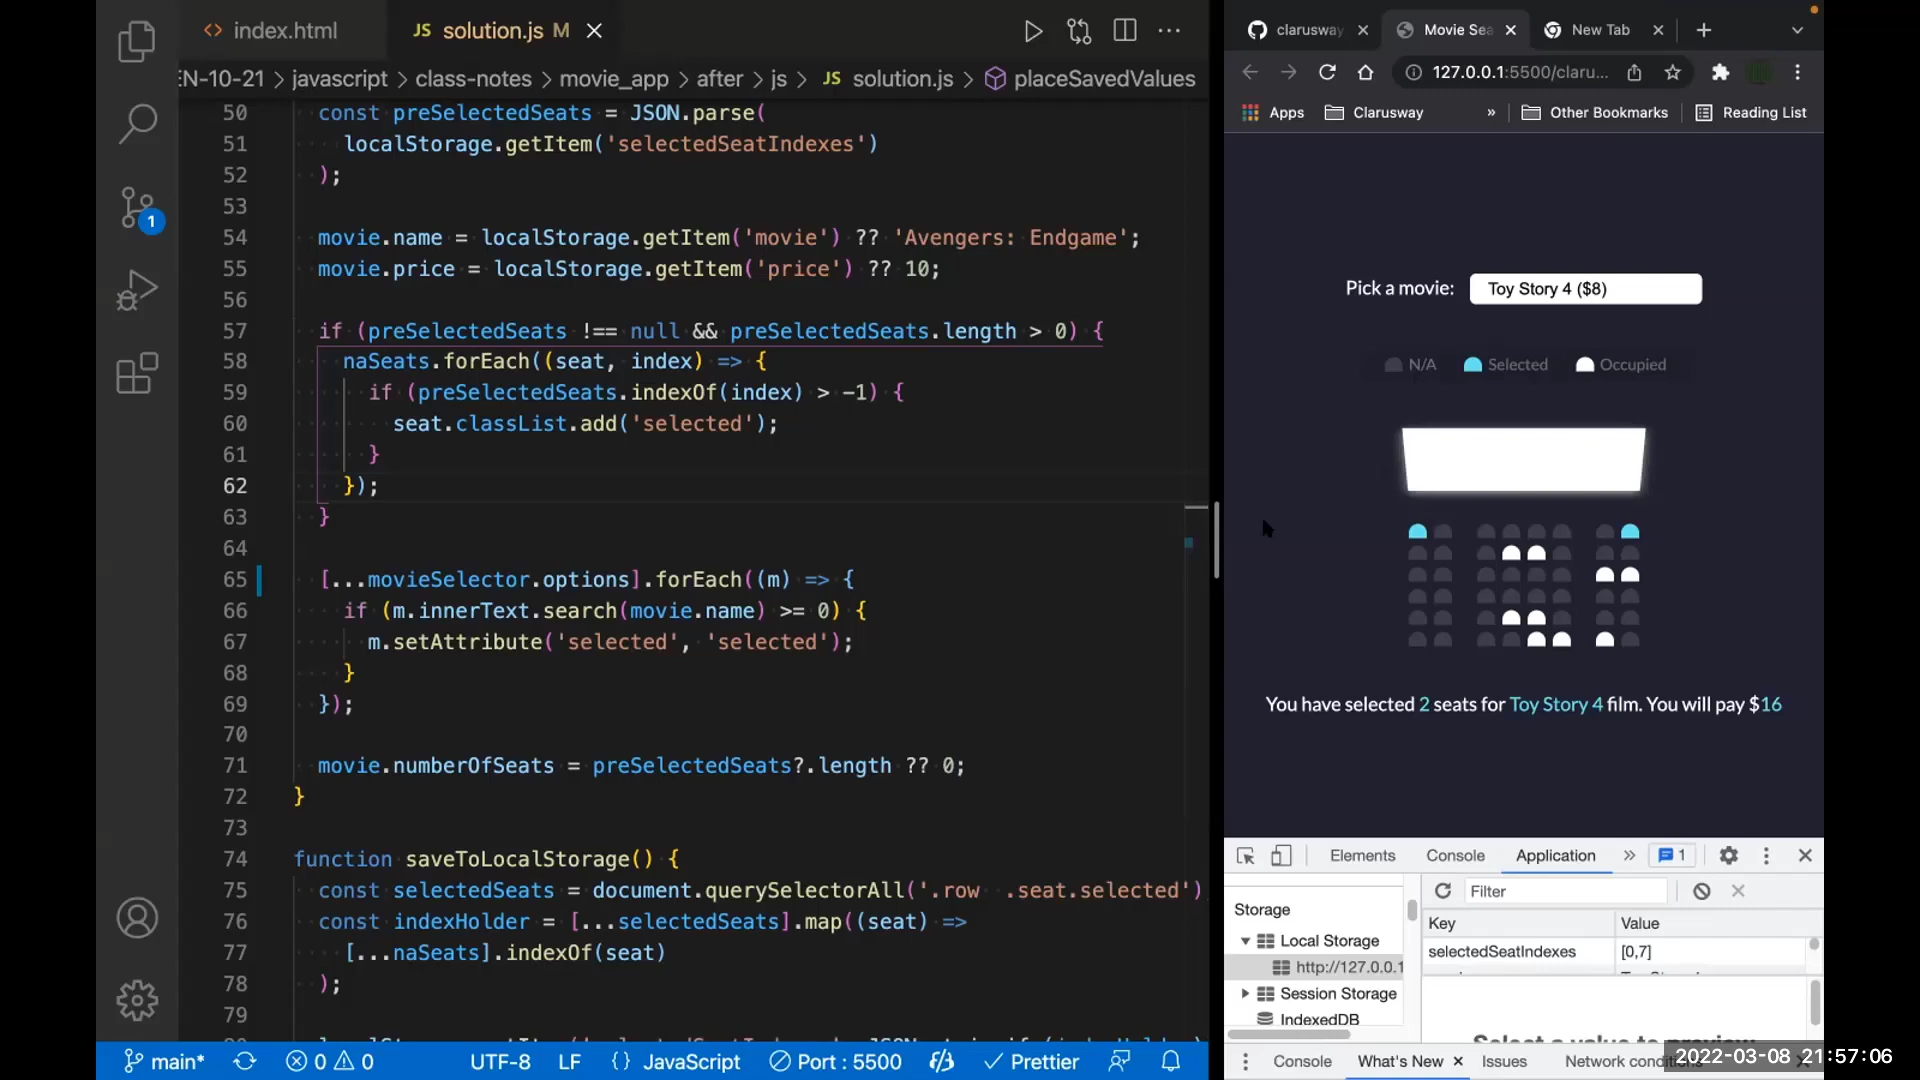 index.html
JS solution.js M
EN-10-21 > javascript > class-notes > movie_app > after > js > JS solution.js > placeSavedValues
50 const preSelectedSeats = JSON.parse(
51 localStorage.getItem('selectedSeatIndexes')
52 );
53
54 movie.name = localStorage.getItem('movie') ?? 'Avengers: Endgame';
55 movie.price = localStorage.getItem('price') ?? 10;
56
57 if (preSelectedSeats !== null && preSelectedSeats.length > 0) {
58 naSeats.forEach((seat, index) => {
59 if (preSelectedSeats.indexOf(index) > -1) {
60 seat.classList.add('selected');
61 }
62 });
63 }
64
65 [...movieSelector.options].forEach((m) => {
66 if (m.innerText.search(movie.name) >= 0) {
67 m.setAttribute('selected', 'selected');
68 }
69 });
70
71 movie.numberOfSeats = preSelectedSeats?.length ?? 0;
72 }
73
74 function saveToLocalStorage() {
75 const selectedSeats = document.querySelectorAll('.row .seat.selected')
76 const indexHolder = [...selectedSeats].map((seat) =>
77 [...naSeats].indexOf(seat)
78 );
79
1
main* 0 0 UTF-8 LF {} JavaScript Port : 5500 Prettier
clarusway
Movie Sea
New Tab
127.0.0.1:5500/claru...
Apps Clarusway » Other Bookmarks Reading List
Pick a movie: Toy Story 4 ($8)
N/A Selected Occupied
You have selected 2 seats for Toy Story 4 film. You will pay $16
Elements Console Application » 1
Filter
Storage
Key Value
Local Storage
selectedSeatIndexes [0,7]
http://127.0.0.1
Session Storage
IndexedDB
Console What's New Issues Network conditi
2022-03-08 21:57:06